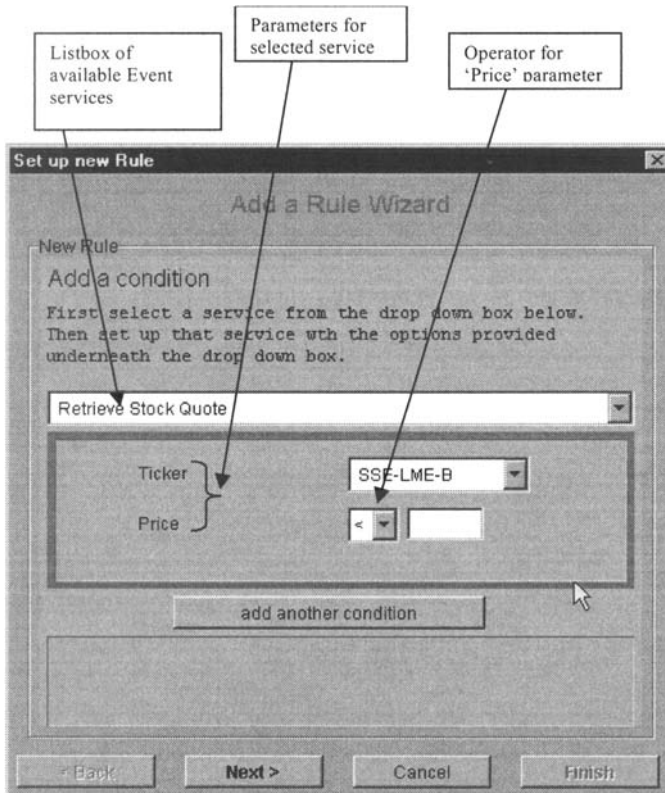 Listbox of
available Event
services
Parameters for
selected service
Operator for
‘Price’ parameter
Set up new Rule
Add a Rule Wizard
New Rule
Add a condition
First select a service from the drop down box below.
Then set up that service wth the options provided
underneath the drop down box.
Retrieve Stock Quote
Ticker
SSE-LME-B
Price
<
add another condition
< Back
Next >
Cancel
Finish